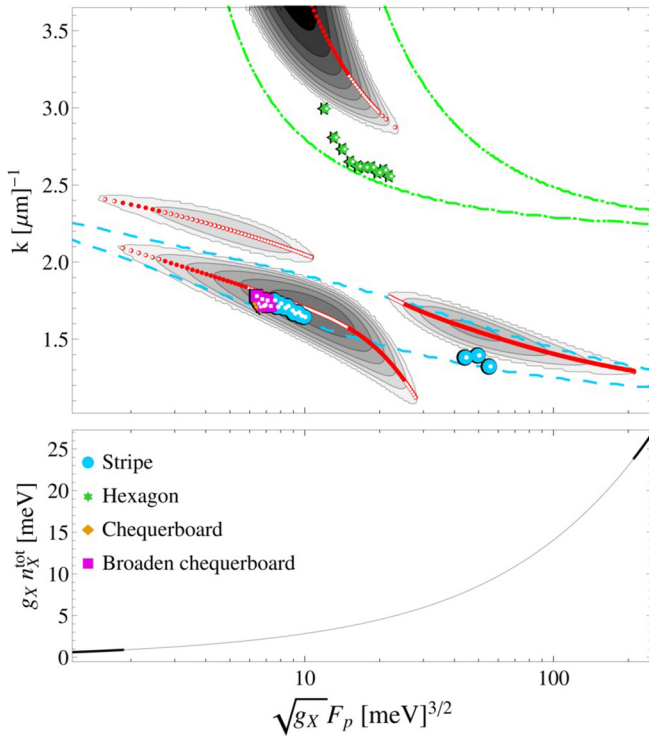 3.5
3.0
2.5
2.0
1.5
k [μm]⁻¹
25
20
15
10
5
0
g_X n_X^tot [meV]
Stripe
Hexagon
Chequerboard
Broaden chequerboard
10
100
√g_X F_p [meV]^3/2